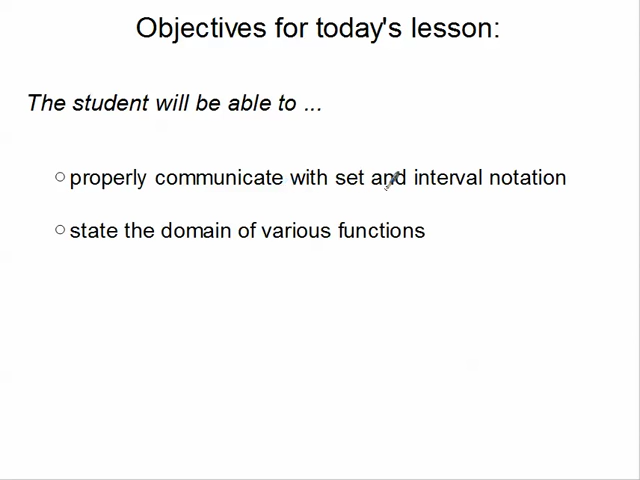 Objectives for today's lesson:
The student will be able to ...
properly communicate with set and interval notation
state the domain of various functions